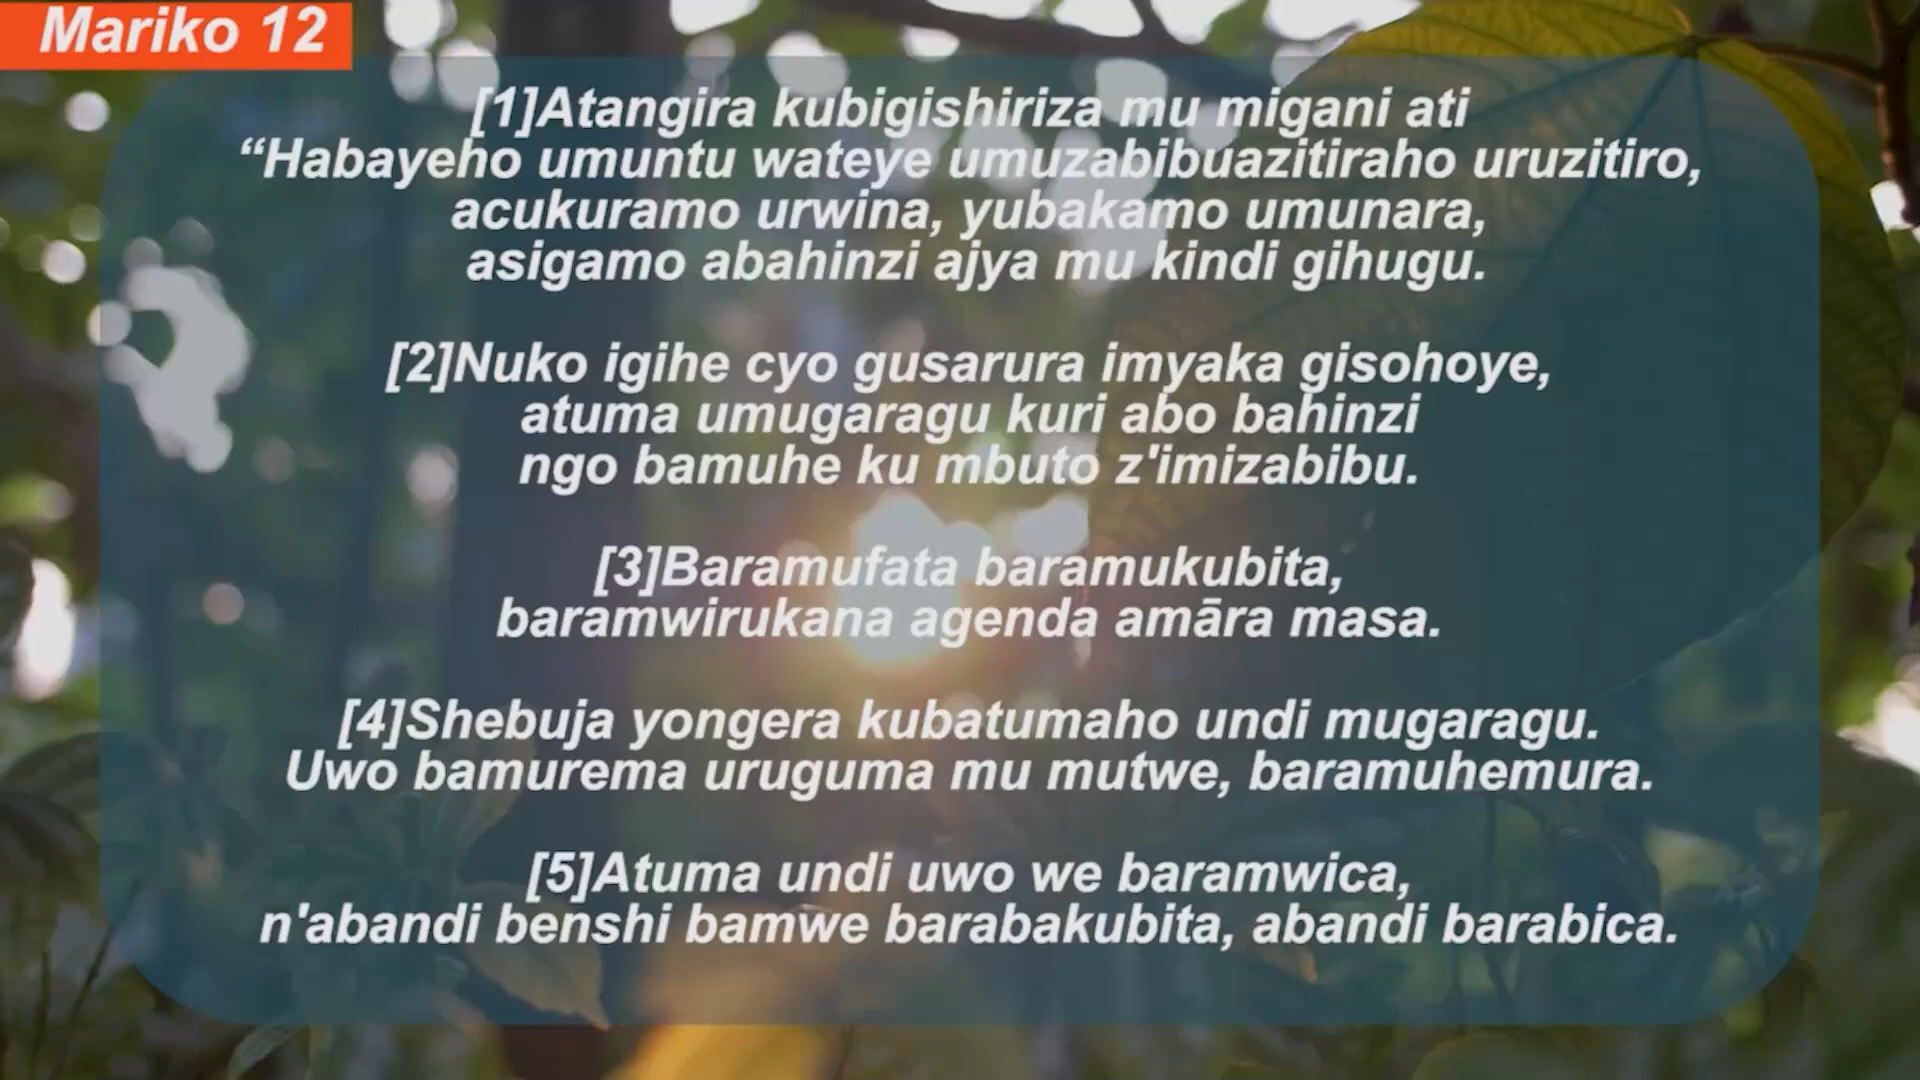 Mariko 12
[1]Atangira kubigishiriza mu migani ati
“Habayeho umuntu wateye umuzabibuazitiraho uruzitiro,
acukuramo urwina, yubakamo umunara,
asigamo abahinzi ajya mu kindi gihugu.
[2]Nuko igihe cyo gusarura imyaka gisohoye,
atuma umugaragu kuri abo bahinzi
ngo bamuhe ku mbuto z'imizabibu.
[3]Baramufata baramukubita,
baramwirukana agenda amāra masa.
[4]Shebuja yongera kubatumaho undi mugaragu.
Uwo bamurema uruguma mu mutwe, baramuhemura.
[5]Atuma undi uwo we baramwica,
n'abandi benshi bamwe barabakubita, abandi barabica.